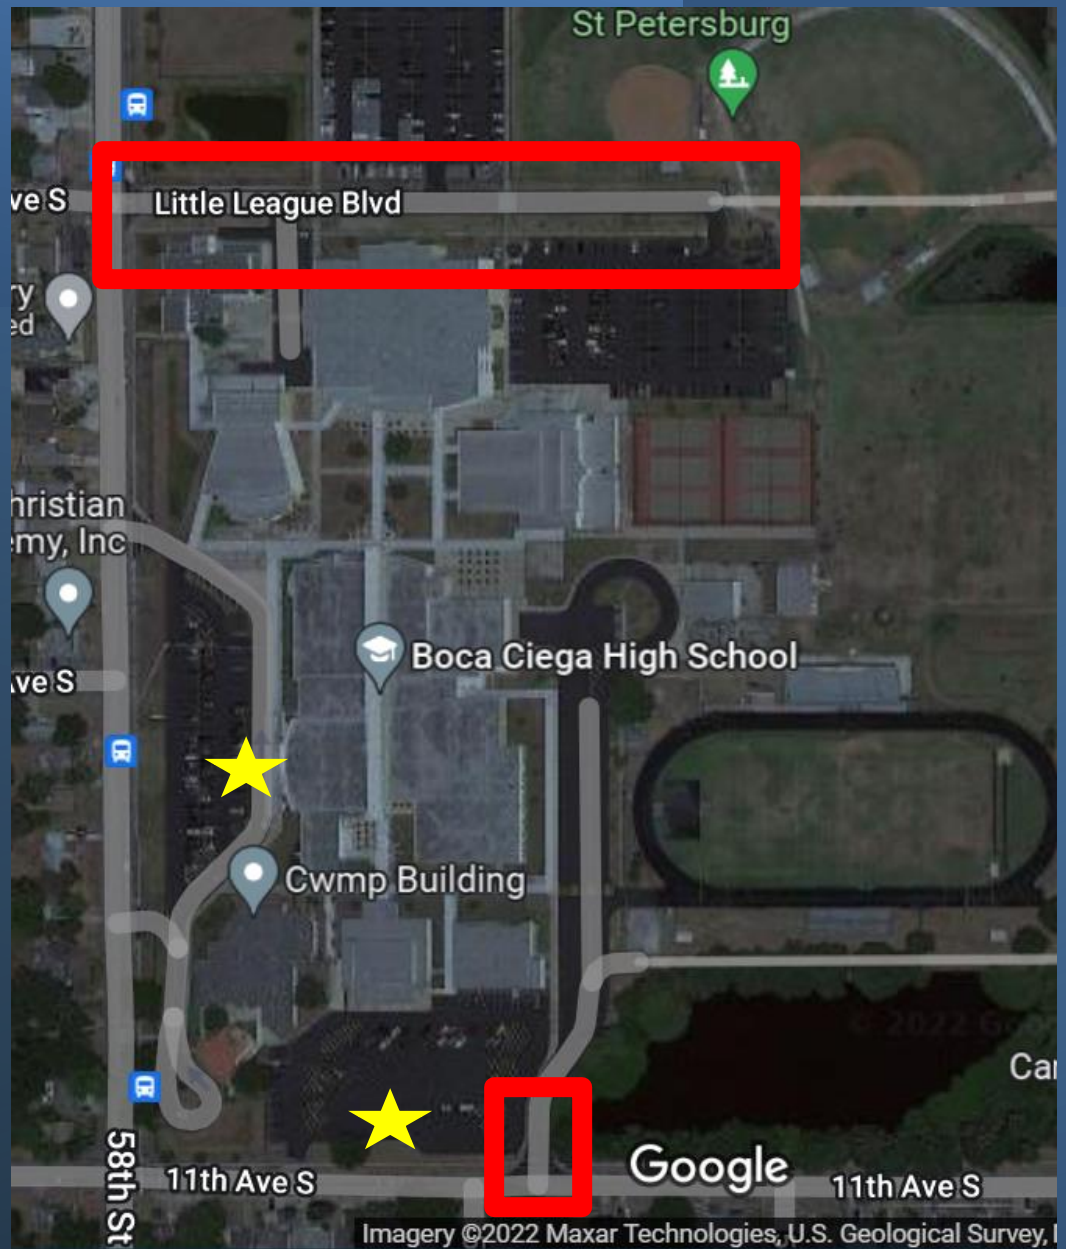 St Petersburg
ve S
Little League Blvd
ry
ed
hristian
emy, Inc
Boca Ciega High School
Ave S
Cwmp Building
Car
58th St
11th Ave S
Google
11th Ave S
Imagery ©2022 Maxar Technologies, U.S. Geological Survey,